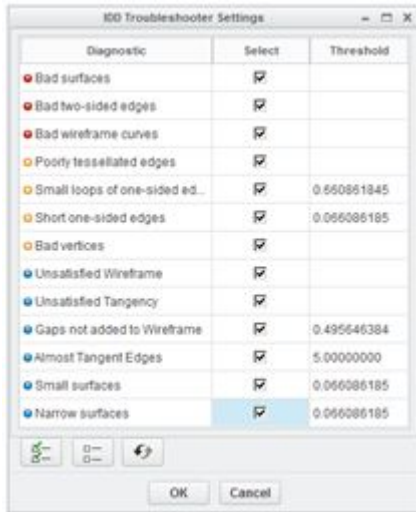 IDD Troubleshooter Settings
Diagnostic Select Threshold
Bad surfaces
Bad two-sided edges
Bad wireframe curves
Poorly tessellated edges
Small loops of one-sided ed... 0.660861845
Short one-sided edges 0.066086185
Bad vertices
Unsatisfied Wireframe
Unsatisfied Tangency
Gaps not added to Wireframe 0.495646384
Almost Tangent Edges 5.00000000
Small surfaces 0.066086185
Narrow surfaces 0.066086185
OK Cancel